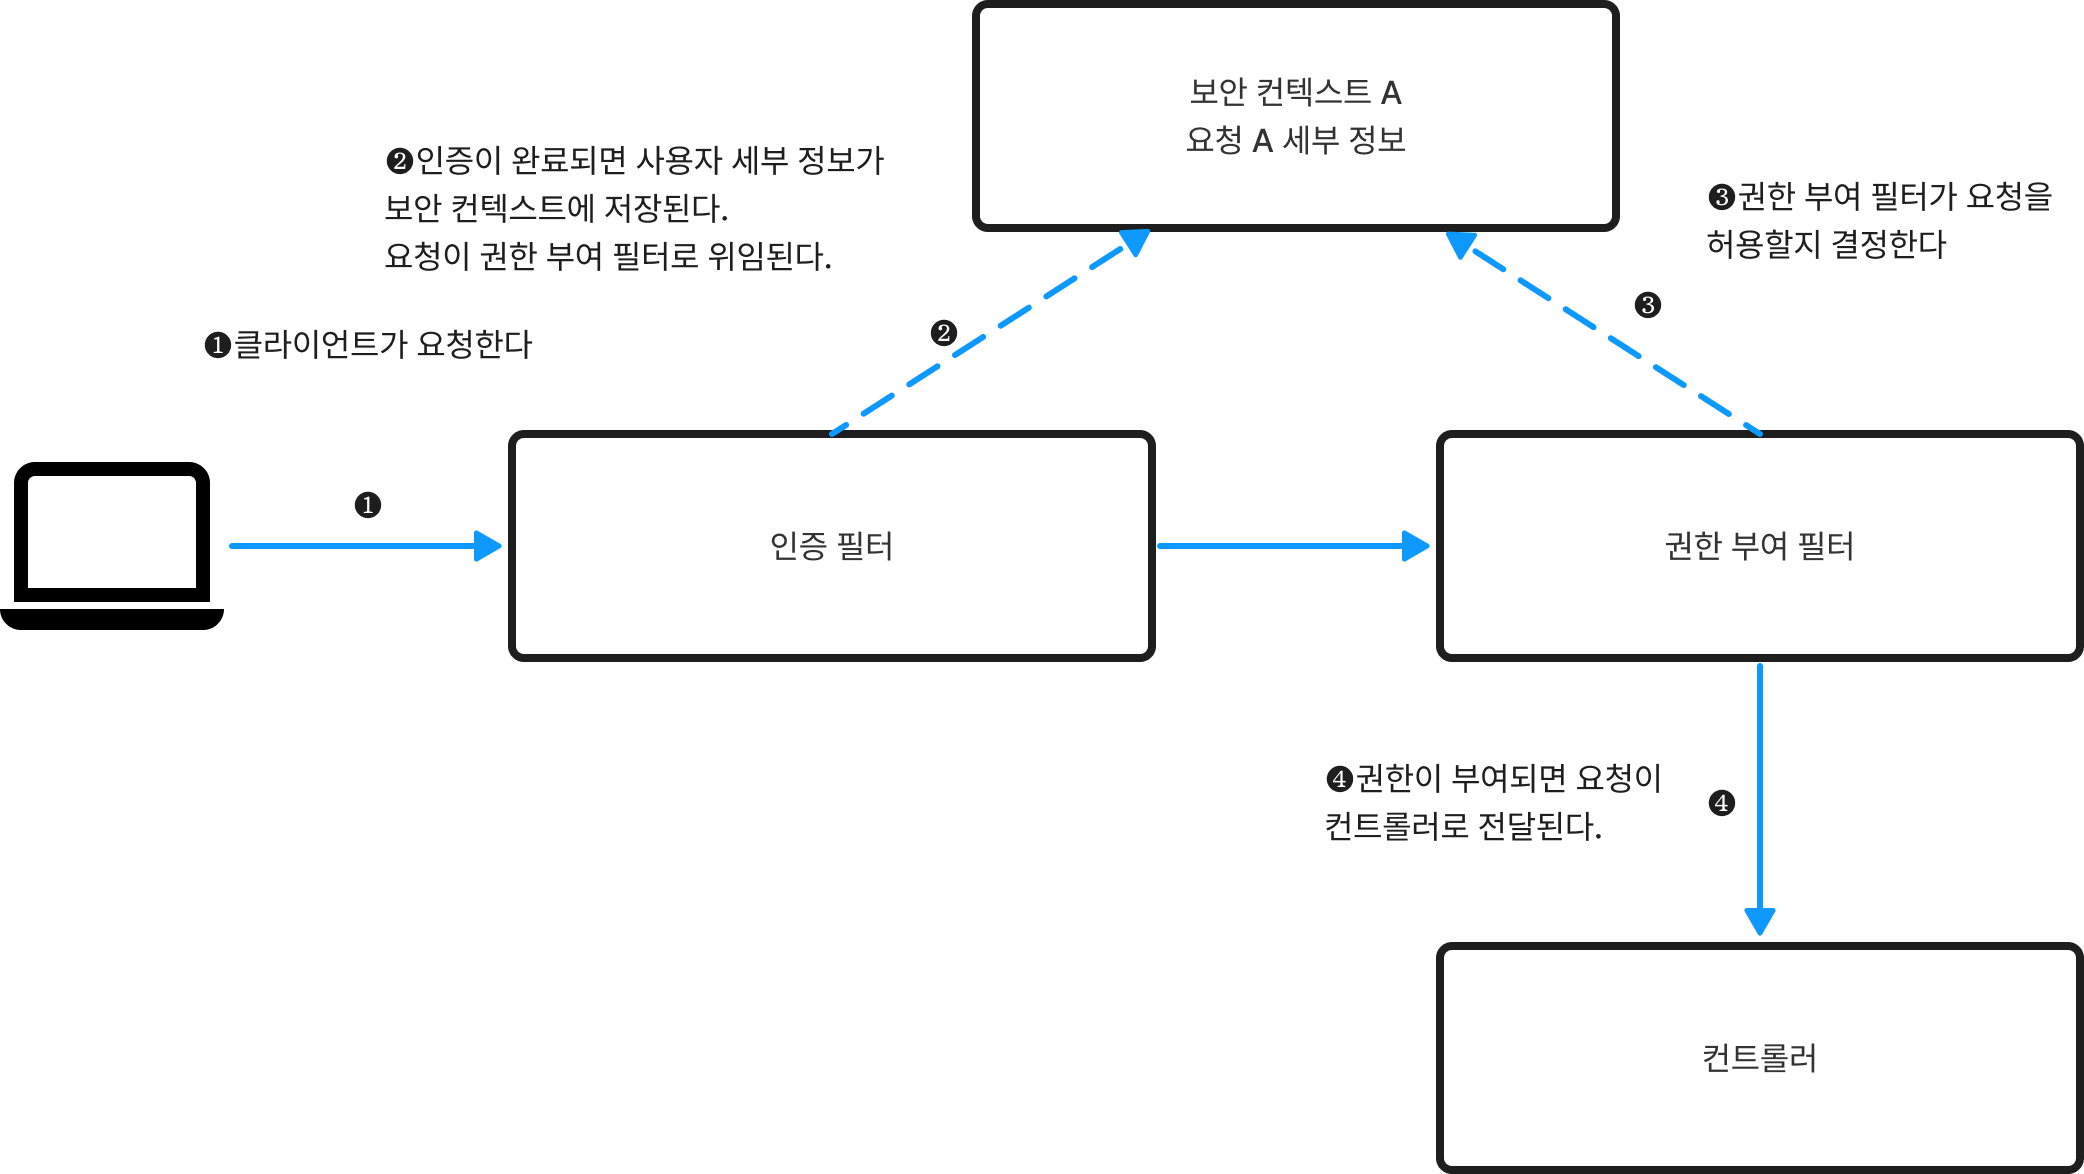 보안 컨텍스트 A
요청 A 세부 정보
❷인증이 완료되면 사용자 세부 정보가
보안 컨텍스트에 저장된다.
요청이 권한 부여 필터로 위임된다.
❸권한 부여 필터가 요청을
허용할지 결정한다
❶클라이언트가 요청한다
❷
❸
❶
인증 필터
권한 부여 필터
❹권한이 부여되면 요청이
컨트롤러로 전달된다.
❹
컨트롤러